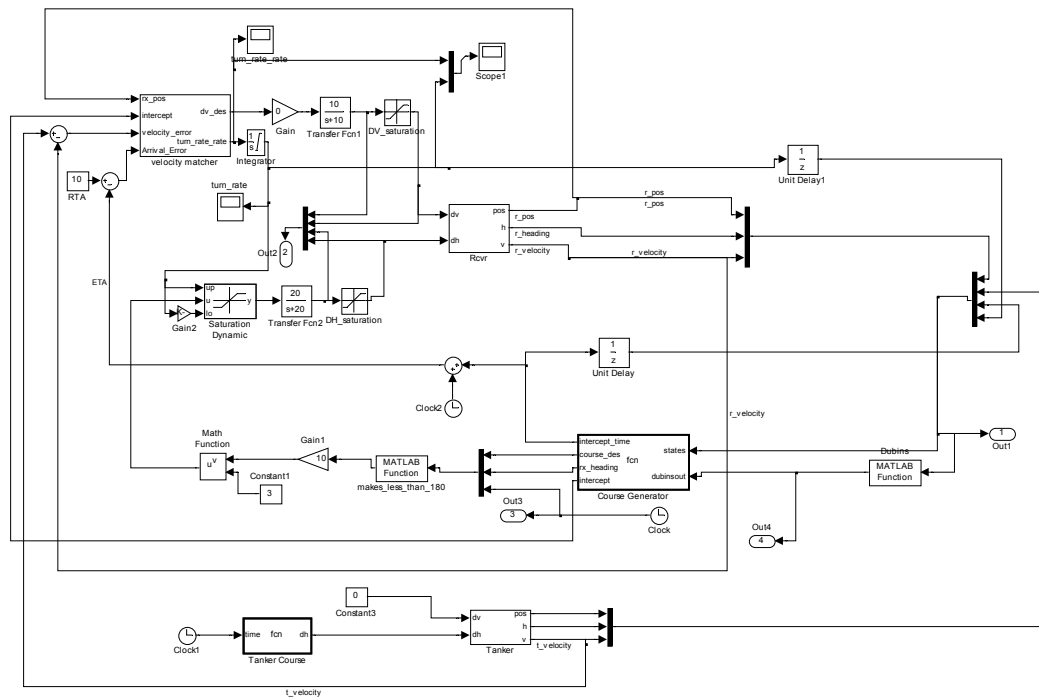 turn_rate_rate
Scope1
rx_pos
intercept
velocity_error
Arrival_Error
dv_des
turn_rate_rate
velocity matcher
0
Gain
10
s+10
Transfer Fcn1
DV_saturation
1
s
Integrator
10
RTA
turn_rate
1
z
Unit Delay1
2
Out2
dv
dh
pos
h
v
Rcvr
r_pos
r_pos
r_pos
r_heading
r_velocity
r_velocity
ETA
up
u
lo
y
Saturation
Dynamic
Gain2
20
s+20
Transfer Fcn2
DH_saturation
1
z
Unit Delay
Clock2
r_velocity
Math
Function
u^v
Constant1
3
Gain1
10
MATLAB
Function
makes_less_than_180
intercept_time
course_des
rx_heading
intercept
fcn
states
dubinsout
Course Generator
1
Out1
Dubins
MATLAB
Function
Out3
3
Clock
Out4
4
0
Constant3
Clock1
time
fcn
dh
Tanker Course
dv
dh
pos
h
v
Tanker
t_velocity
t_velocity